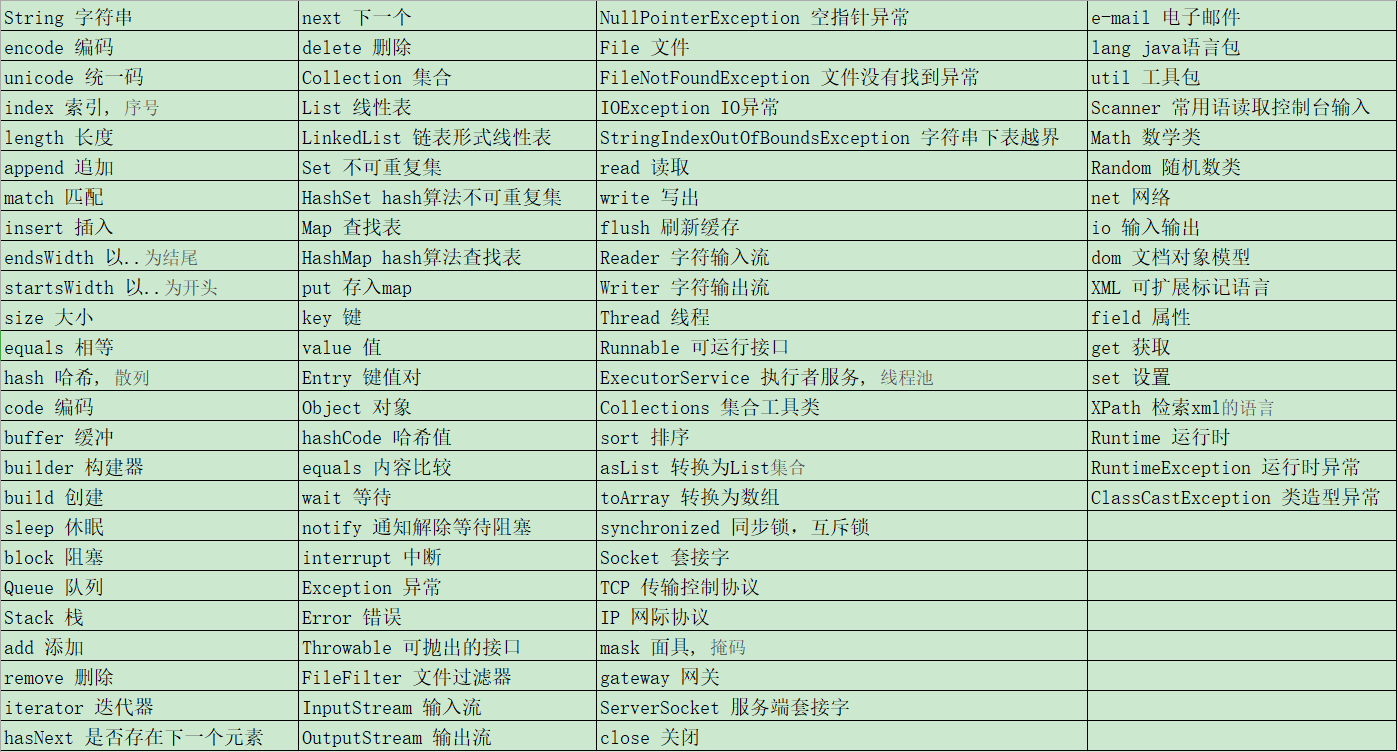 String 字符串
encode 编码
unicode 统一码
index 索引, 序号
length 长度
append 追加
match 匹配
insert 插入
endsWidth 以..为结尾
startsWidth 以..为开头
size 大小
equals 相等
hash 哈希, 散列
code 编码
buffer 缓冲
builder 构建器
build 创建
sleep 休眠
block 阻塞
Queue 队列
Stack 栈
add 添加
remove 删除
iterator 迭代器
hasNext 是否存在下一个元素
next 下一个
delete 删除
Collection 集合
List 线性表
LinkedList 链表形式线性表
Set 不可重复集
HashSet hash算法不可重复集
Map 查找表
HashMap hash算法查找表
put 存入map
key 键
value 值
Entry 键值对
Object 对象
hashCode 哈希值
equals 内容比较
wait 等待
notify 通知解除等待阻塞
interrupt 中断
Exception 异常
Error 错误
Throwable 可抛出的接口
FileFilter 文件过滤器
InputStream 输入流
OutputStream 输出流
NullPointerException 空指针异常
File 文件
FileNotFoundException 文件没有找到异常
IOException IO异常
StringIndexOutOfBoundsException 字符串下表越界
read 读取
write 写出
flush 刷新缓存
Reader 字符输入流
Writer 字符输出流
Thread 线程
Runnable 可运行接口
ExecutorService 执行者服务, 线程池
Collections 集合工具类
sort 排序
asList 转换为List集合
toArray 转换为数组
synchronized 同步锁, 互斥锁
Socket 套接字
TCP 传输控制协议
IP 网际协议
mask 面具, 掩码
gateway 网关
ServerSocket 服务端套接字
close 关闭
e-mail 电子邮件
lang java语言包
util 工具包
Scanner 常用语读取控制台输入
Math 数学类
Random 随机数类
net 网络
io 输入输出
dom 文档对象模型
XML 可扩展标记语言
field 属性
get 获取
set 设置
XPath 检索xml的语言
Runtime 运行时
RuntimeException 运行时异常
ClassCastException 类造型异常